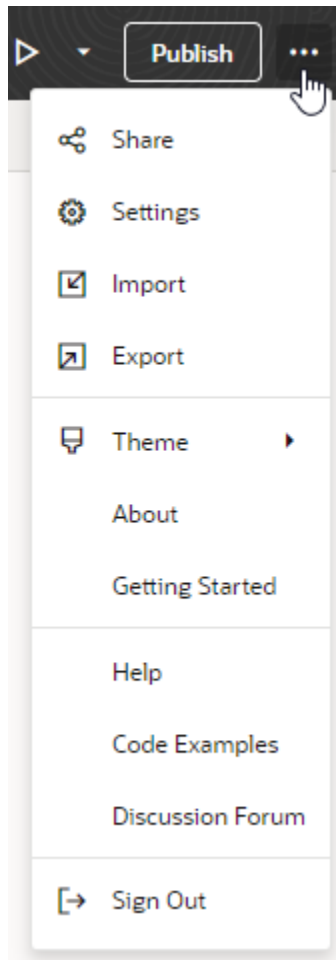 Publish
Share
Settings
Import
Export
Theme
About
Getting Started
Help
Code Examples
Discussion Forum
Sign Out